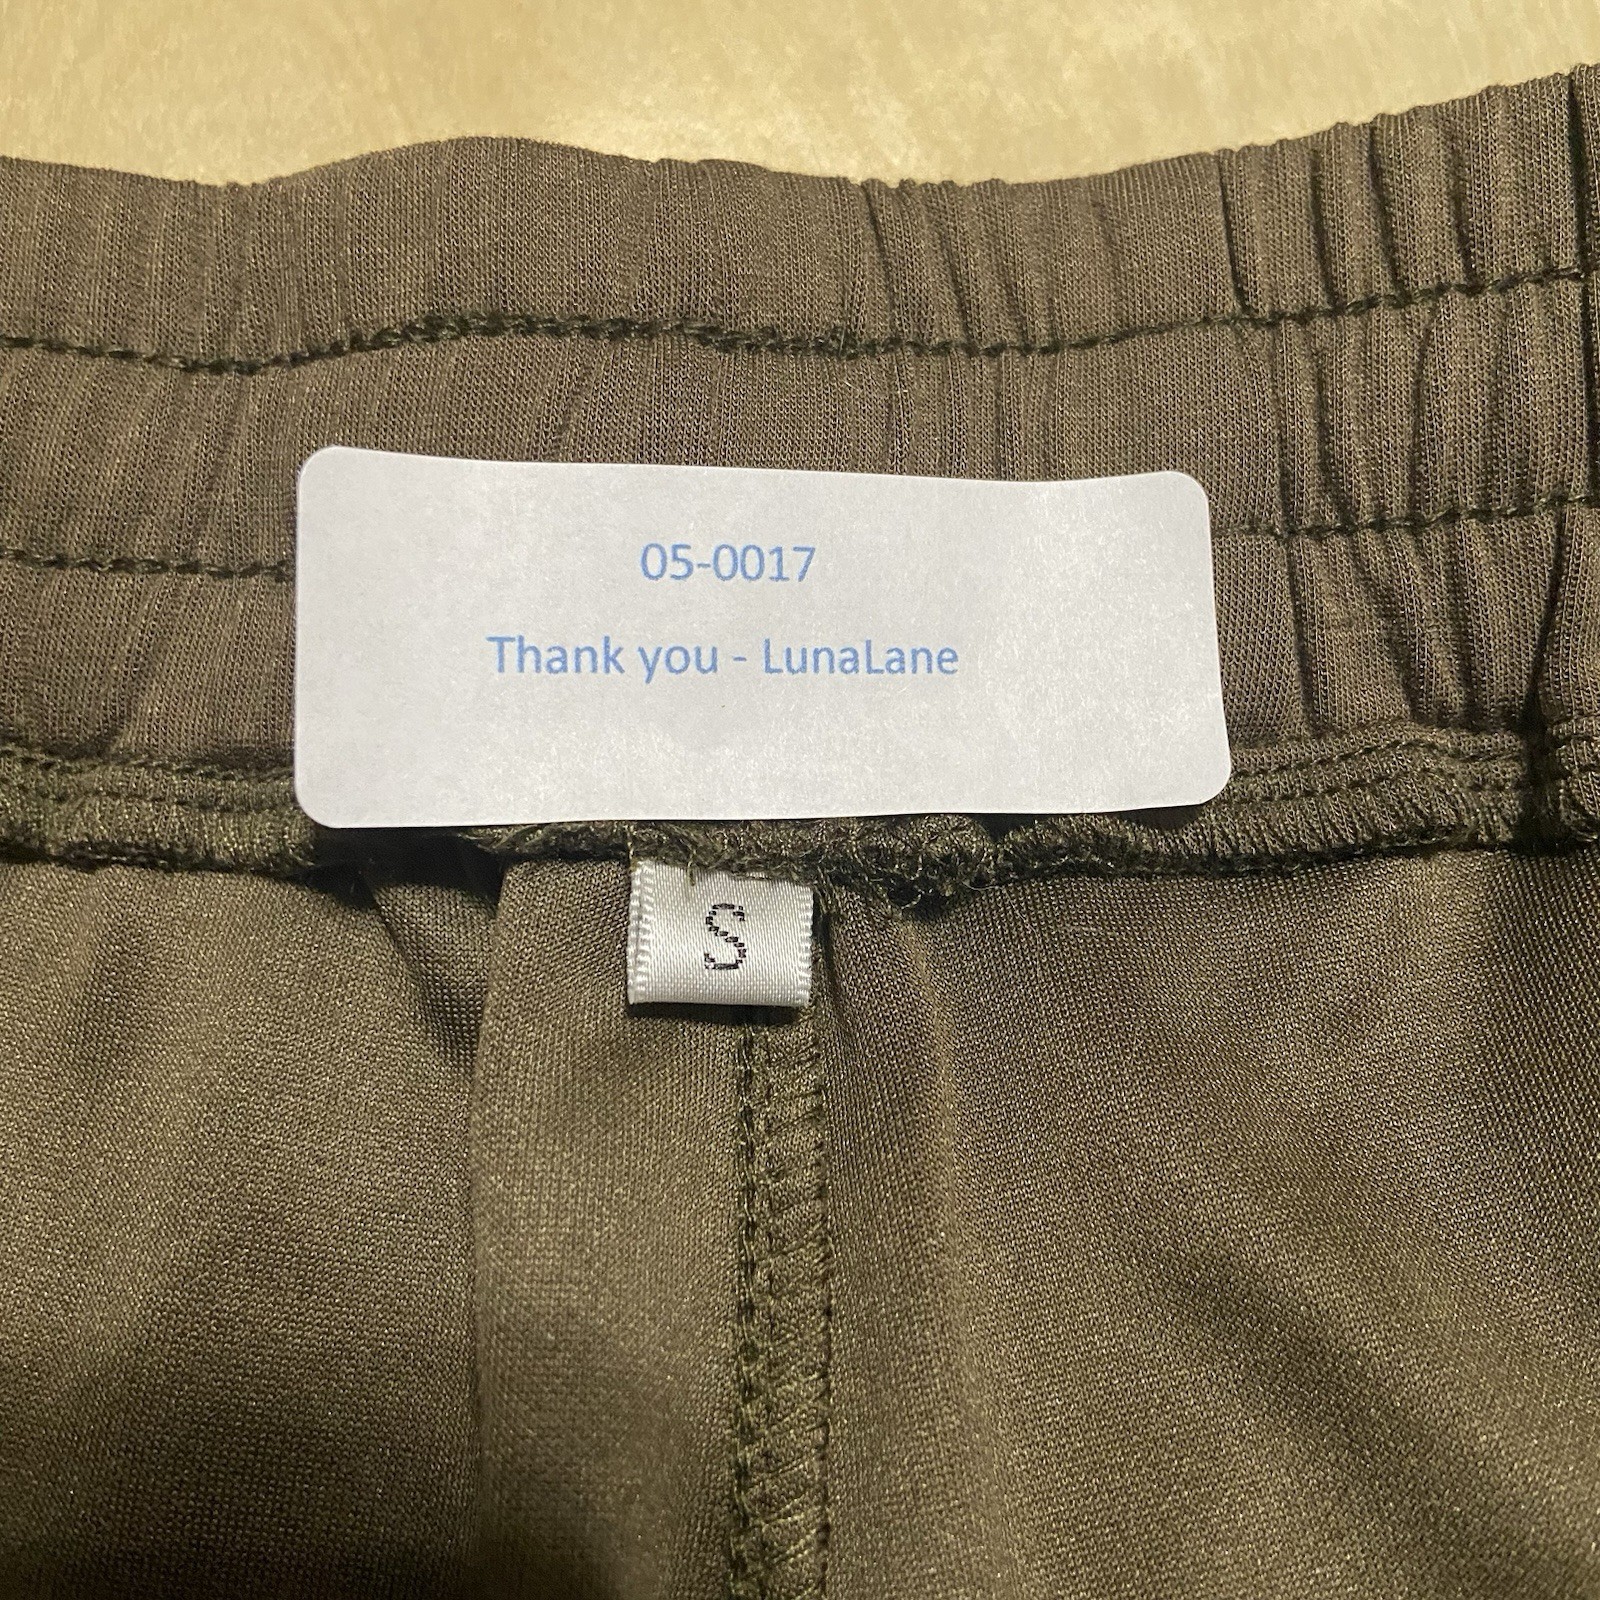 05-0017
Thank you - LunaLane
S